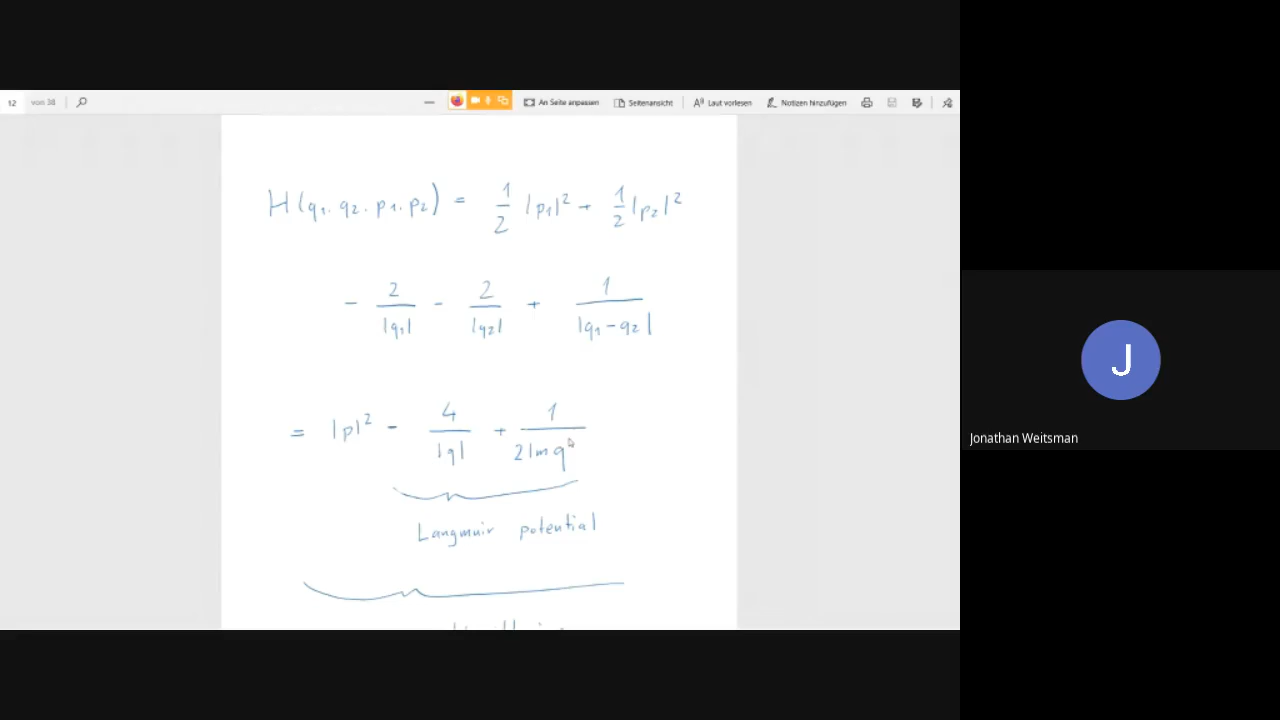 12 von 38 An Seite anpassen Seitenansicht Laut vorlesen Notizen hinzufügen
H(q₁, q₂, p₁, p₂) = 1/2 |p₁|² + 1/2 |p₂|²
- 2/|q₁| - 2/|q₂| + 1/|q₁-q₂|
= |p|² - 4/|q| + 1/2 Im q
Langmuir potential
J
Jonathan Weitsman